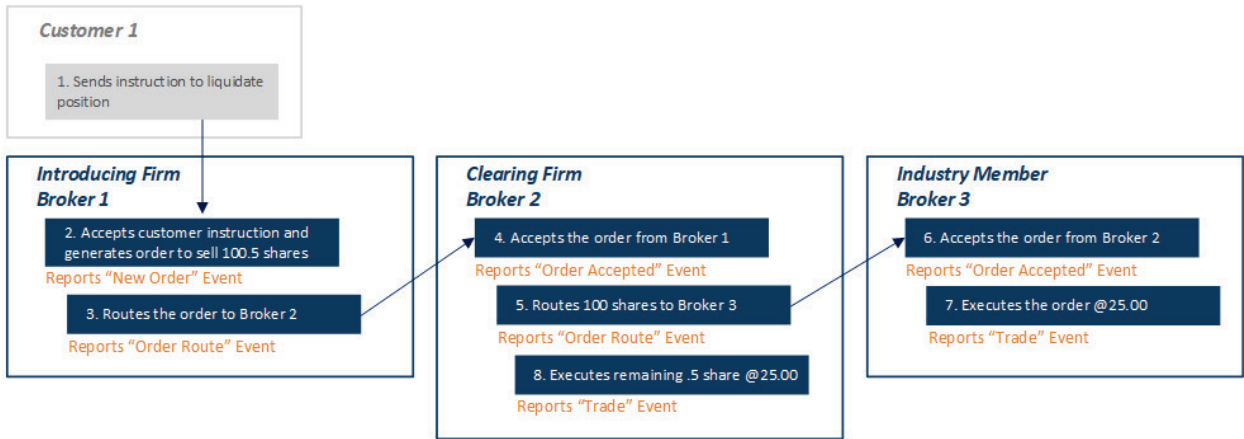 Customer 1
1. Sends instruction to liquidate
position
Introducing Firm
Broker 1
2. Accepts customer instruction and
generates order to sell 100.5 shares
Reports “New Order” Event
3. Routes the order to Broker 2
Reports “Order Route” Event
Clearing Firm
Broker 2
4. Accepts the order from Broker 1
Reports “Order Accepted” Event
5. Routes 100 shares to Broker 3
Reports “Order Route” Event
8. Executes remaining .5 share @25.00
Reports “Trade” Event
Industry Member
Broker 3
6. Accepts the order from Broker 2
Reports “Order Accepted” Event
7. Executes the order @25.00
Reports “Trade” Event